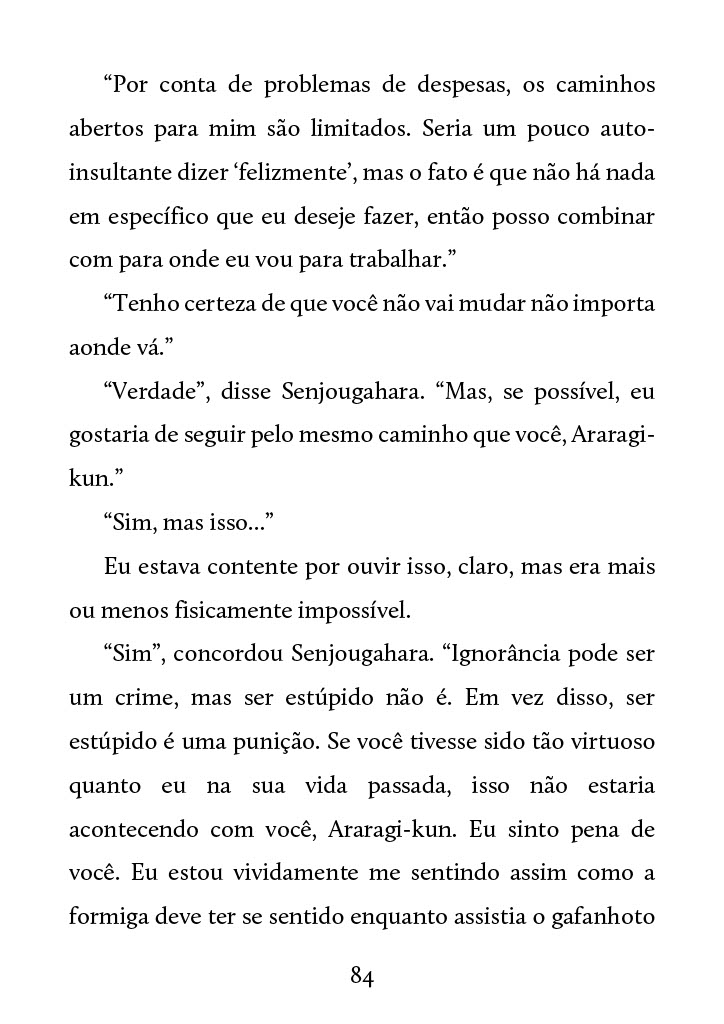 “Por conta de problemas de despesas, os caminhos
abertos para mim são limitados. Seria um pouco auto-
insultante dizer ‘felizmente’, mas o fato é que não há nada
em específico que eu deseje fazer, então posso combinar
com para onde eu vou para trabalhar.”
“Tenho certeza de que você não vai mudar não importa
aonde vá.”
“Verdade”, disse Senjougahara. “Mas, se possível, eu
gostaria de seguir pelo mesmo caminho que você, Araragi-
kun.”
“Sim, mas isso…”
Eu estava contente por ouvir isso, claro, mas era mais
ou menos fisicamente impossível.
“Sim”, concordou Senjougahara. “Ignorância pode ser
um crime, mas ser estúpido não é. Em vez disso, ser
estúpido é uma punição. Se você tivesse sido tão virtuoso
quanto eu na sua vida passada, isso não estaria
acontecendo com você, Araragi-kun. Eu sinto pena de
você. Eu estou vividamente me sentindo assim como a
formiga deve ter se sentido enquanto assistia o gafanhoto
84